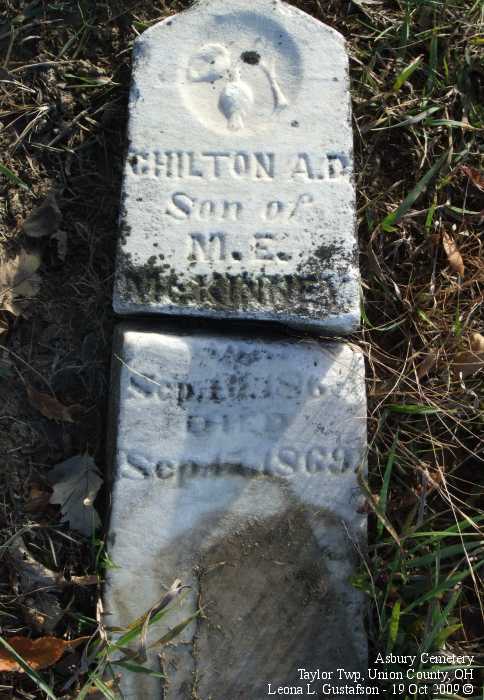 CHILTON A.D.
Son of
M. E.
McKINNEY
Sep.
DIED
Sep. 1869
Asbury Cemetery
Taylor Twp, Union County, OH
Leona L. Gustafson - 19 Oct 2009 ©